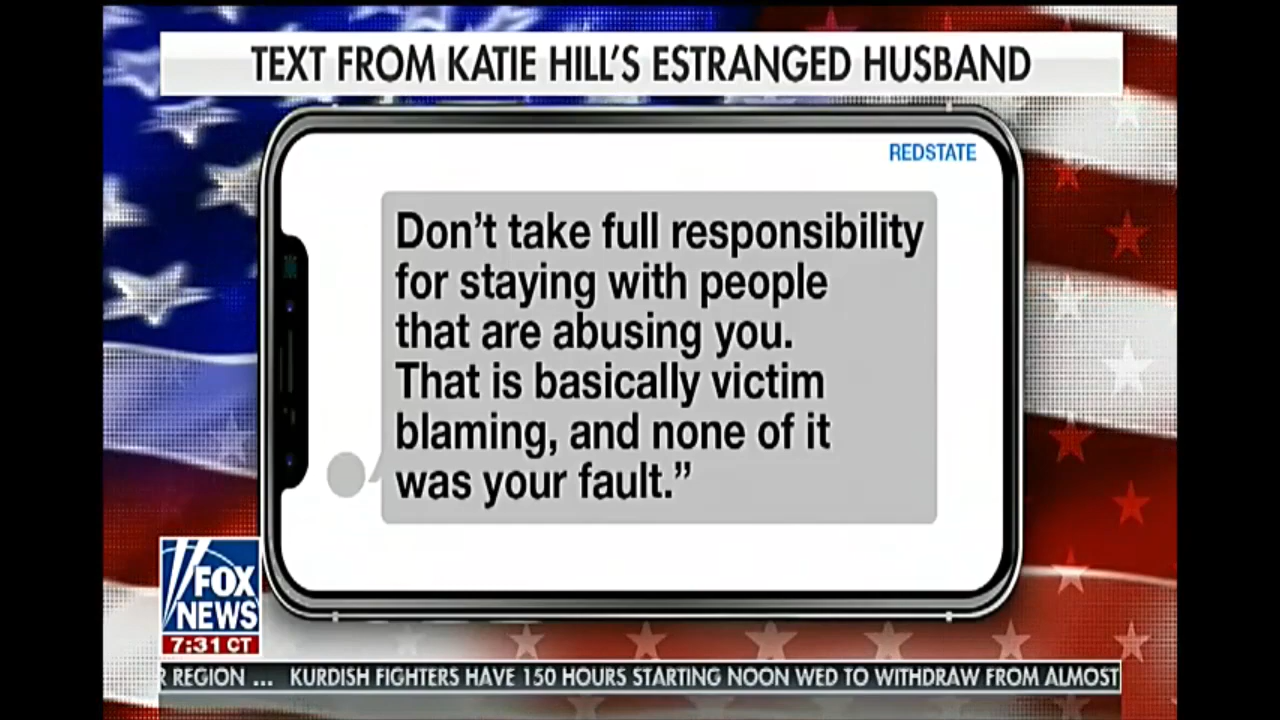 TEXT FROM KATIE HILL'S ESTRANGED HUSBAND
REDSTATE
Don't take full responsibility
for staying with people
that are abusing you.
That is basically victim
blaming, and none of it
was your fault.”
FOX
NEWS
7:31 CT
R REGION ... KURDISH FIGHTERS HAVE 150 HOURS STARTING NOON WED TO WITHDRAW FROM ALMOST